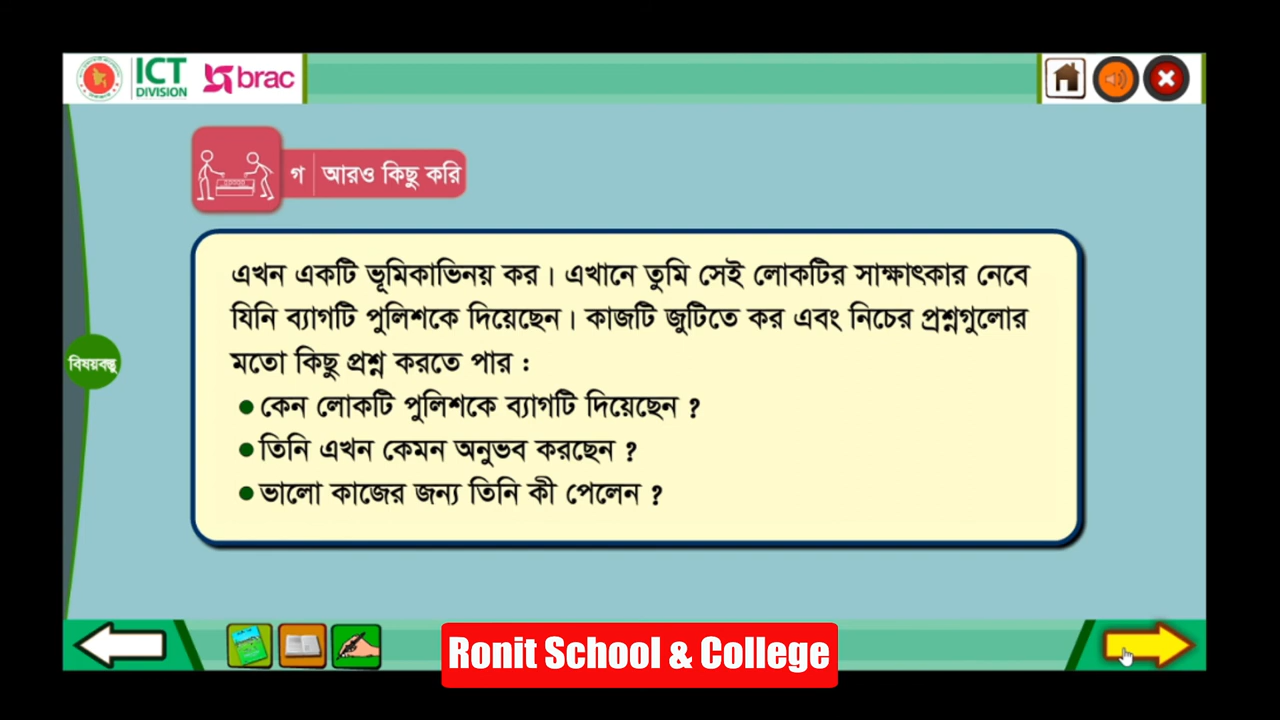 ICT
DIVISION
brac
গ আরও কিছু করি
এখন একটি ভূমিকাভিনয় কর। এখানে তুমি সেই লোকটির সাক্ষাৎকার নেবে
যিনি ব্যাগটি পুলিশকে দিয়েছেন। কাজটি জুটিতে কর এবং নিচের প্রশ্নগুলোর
মতো কিছু প্রশ্ন করতে পার :
● কেন লোকটি পুলিশকে ব্যাগটি দিয়েছেন ?
● তিনি এখন কেমন অনুভব করছেন ?
● ভালো কাজের জন্য তিনি কী পেলেন ?
বিষয়বস্তু
Ronit School & College